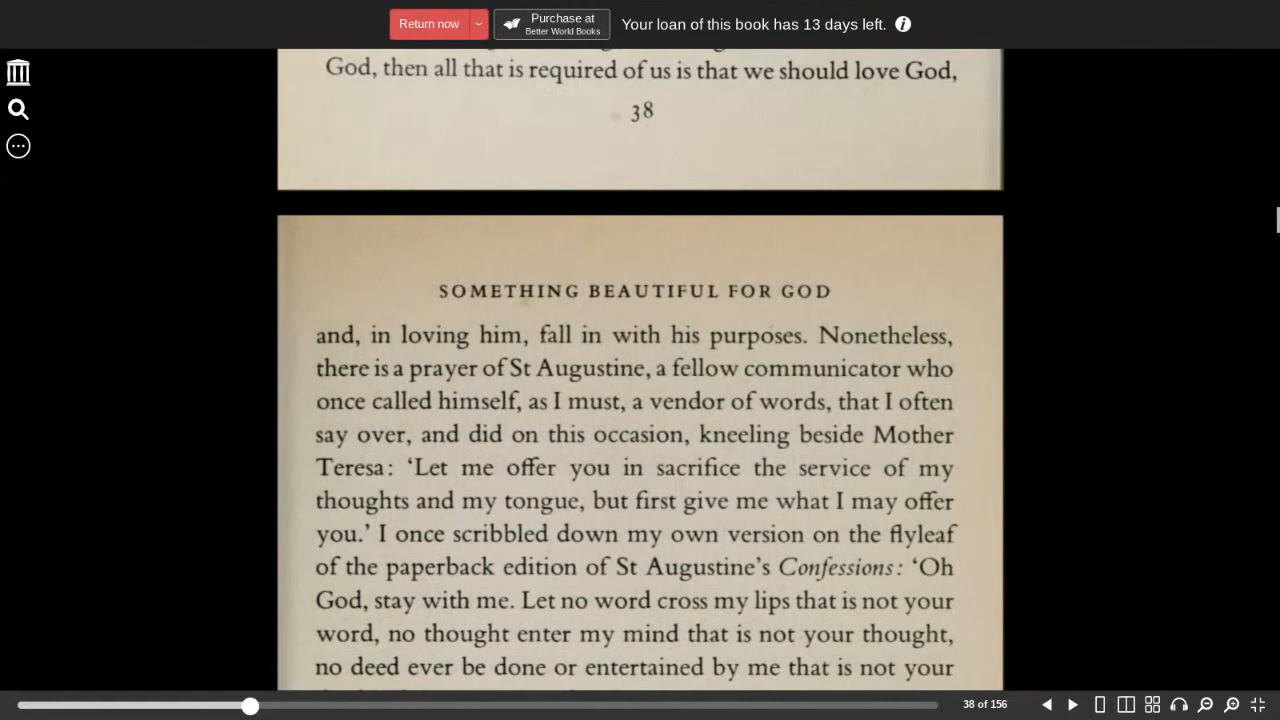 Return now
Purchase at
Better World Books
Your loan of this book has 13 days left.
God, then all that is required of us is that we should love God,
38
SOMETHING BEAUTIFUL FOR GOD
and, in loving him, fall in with his purposes. Nonetheless,
there is a prayer of St Augustine, a fellow communicator who
once called himself, as I must, a vendor of words, that I often
say over, and did on this occasion, kneeling beside Mother
Teresa: ‘Let me offer you in sacrifice the service of my
thoughts and my tongue, but first give me what I may offer
you.’ I once scribbled down my own version on the flyleaf
of the paperback edition of St Augustine’s Confessions: ‘Oh
God, stay with me. Let no word cross my lips that is not your
word, no thought enter my mind that is not your thought,
no deed ever be done or entertained by me that is not your
38 of 156